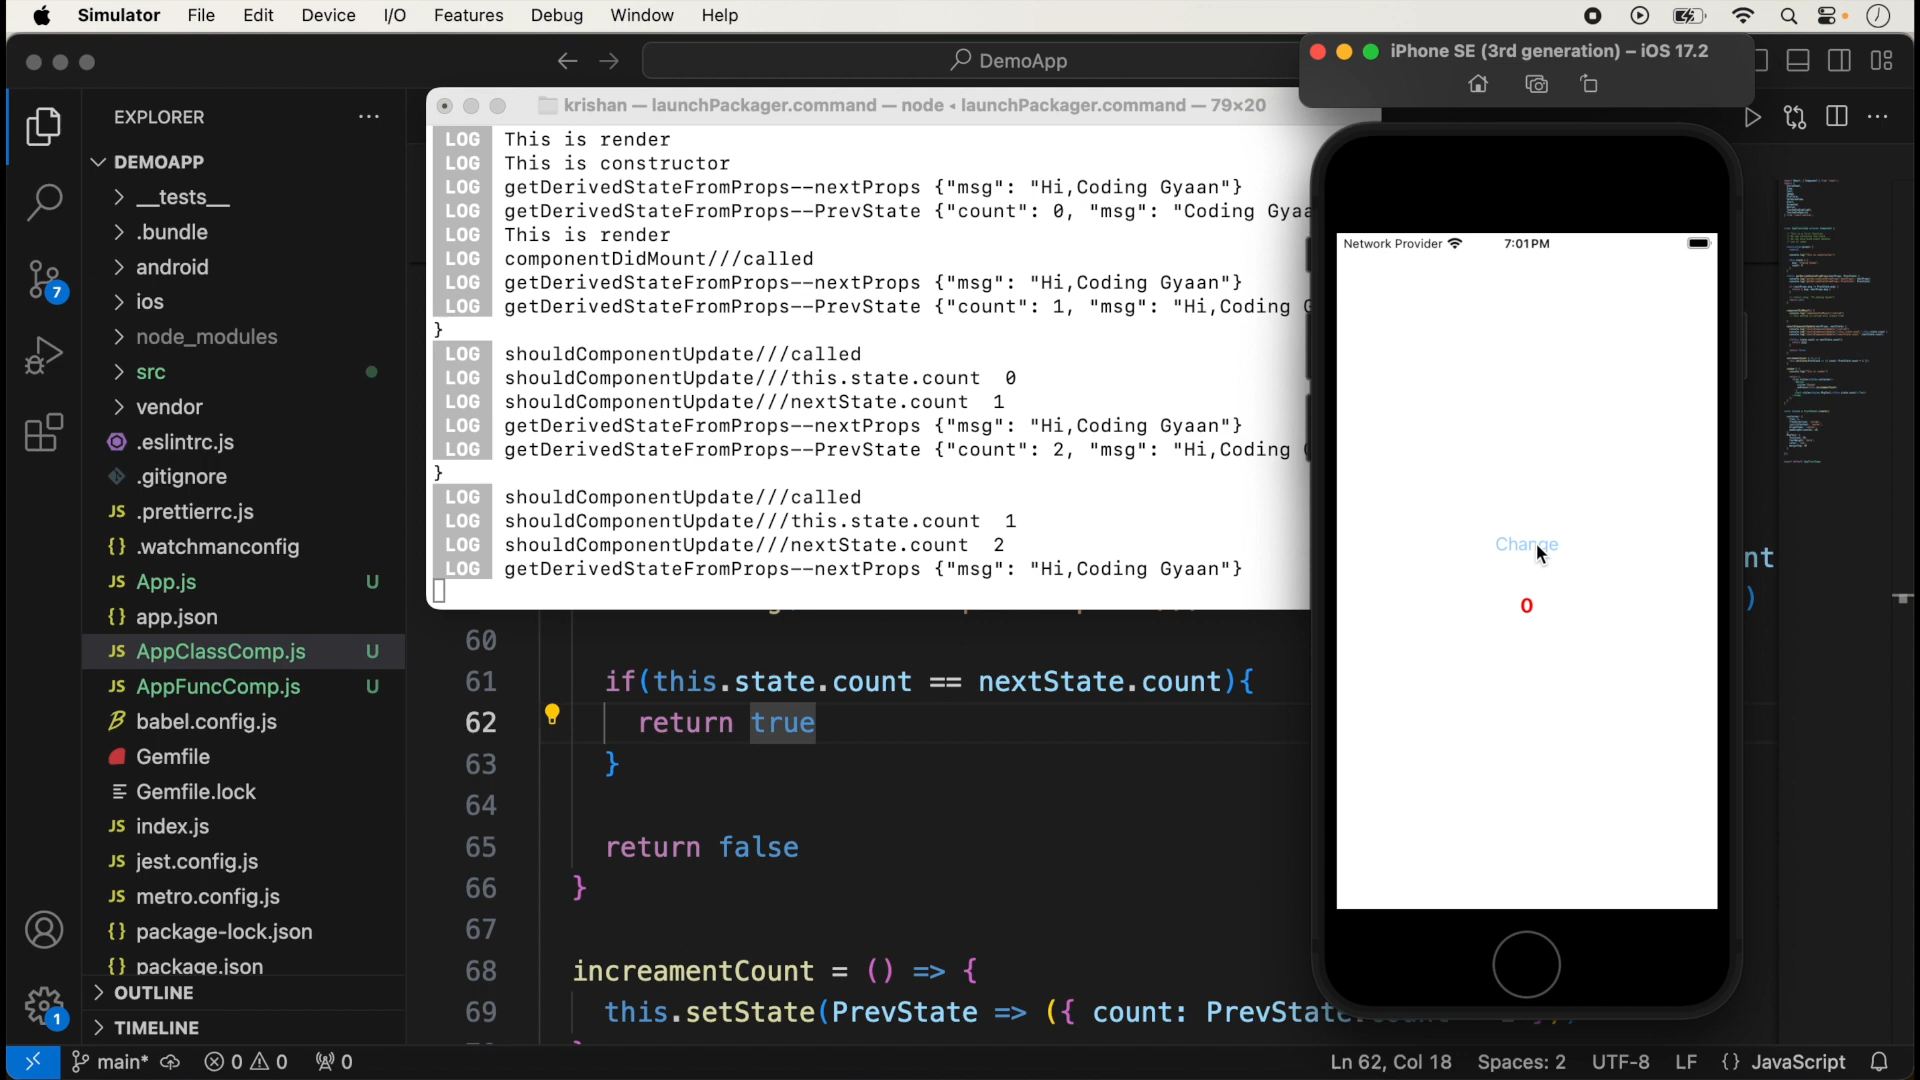 Simulator File Edit Device I/O Features Debug Window Help
DemoApp
iPhone SE (3rd generation) – iOS 17.2
EXPLORER
DEMOAPP
__tests__
.bundle
android
ios
node_modules
src
vendor
.eslintrc.js
.gitignore
JS .prettierrc.js
{} .watchmanconfig
JS App.js U
{} app.json
JS AppClassComp.js U
JS AppFuncComp.js U
babel.config.js
Gemfile
Gemfile.lock
JS index.js
JS jest.config.js
JS metro.config.js
{} package-lock.json
{} package.json
OUTLINE
TIMELINE
7
1
krishan — launchPackager.command — node ◂ launchPackager.command — 79×20
LOG This is render
LOG This is constructor
LOG getDerivedStateFromProps--nextProps {"msg": "Hi,Coding Gyaan"}
LOG getDerivedStateFromProps--PrevState {"count": 0, "msg": "Coding Gyaa
LOG This is render
LOG componentDidMount///called
LOG getDerivedStateFromProps--nextProps {"msg": "Hi,Coding Gyaan"}
LOG getDerivedStateFromProps--PrevState {"count": 1, "msg": "Hi,Coding G
}
LOG shouldComponentUpdate///called
LOG shouldComponentUpdate///this.state.count 0
LOG shouldComponentUpdate///nextState.count 1
LOG getDerivedStateFromProps--nextProps {"msg": "Hi,Coding Gyaan"}
LOG getDerivedStateFromProps--PrevState {"count": 2, "msg": "Hi,Coding
}
LOG shouldComponentUpdate///called
LOG shouldComponentUpdate///this.state.count 1
LOG shouldComponentUpdate///nextState.count 2
LOG getDerivedStateFromProps--nextProps {"msg": "Hi,Coding Gyaan"}
60
61 if(this.state.count == nextState.count){
62 return true
63 }
64
65 return false
66 }
67
68 increamentCount = () => {
69 this.setState(PrevState => ({ count: PrevState.
nt
)
Network Provider 7:01 PM
Change
0
main* 0 0 0
Ln 62, Col 18 Spaces: 2 UTF-8 LF {} JavaScript